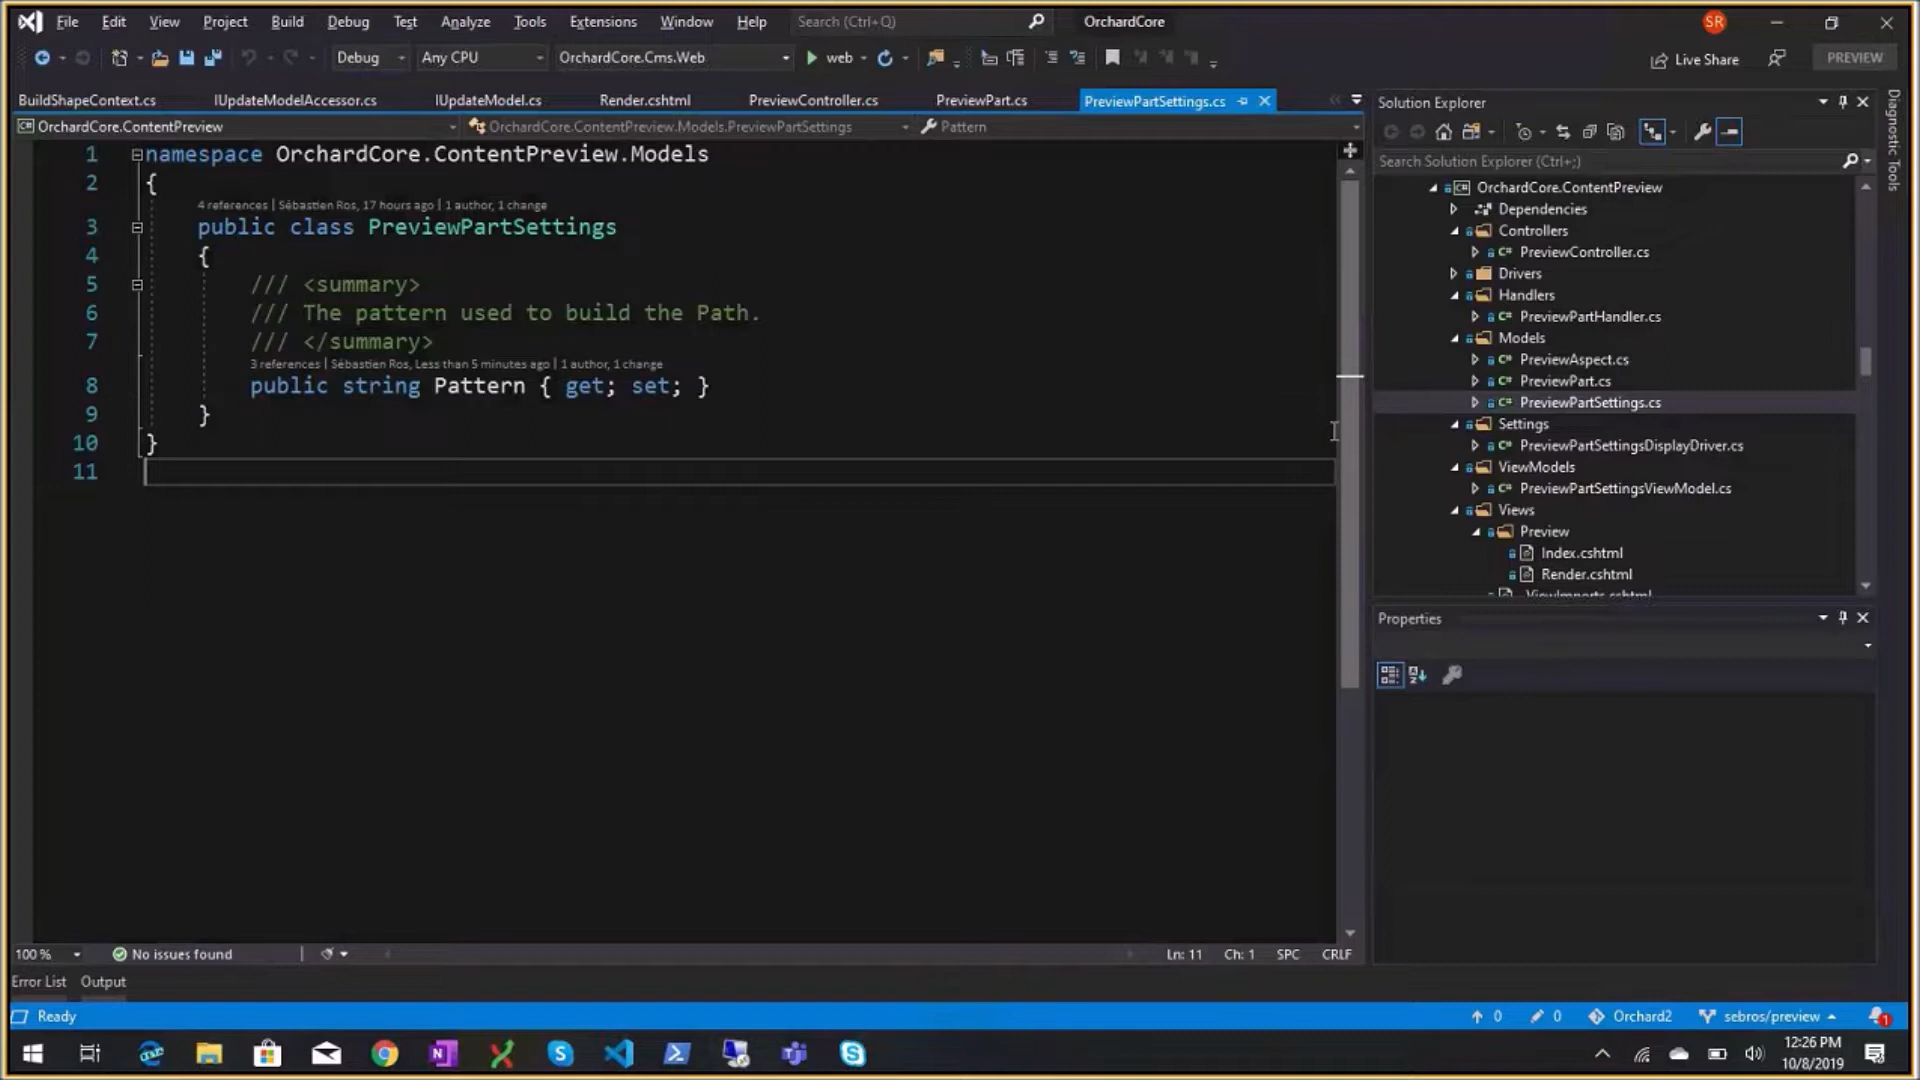 File Edit View Project Build Debug Test Analyze Tools Extensions Window Help Search (Ctrl+Q) OrchardCore SR
Debug Any CPU OrchardCore.Cms.Web web Live Share PREVIEW
BuildShapeContext.cs IUpdateModelAccessor.cs IUpdateModel.cs Render.cshtml PreviewController.cs PreviewPart.cs PreviewPartSettings.cs
OrchardCore.ContentPreview OrchardCore.ContentPreview.Models.PreviewPartSettings Pattern
1 namespace OrchardCore.ContentPreview.Models
2 {
4 references | Sébastien Ros, 17 hours ago | 1 author, 1 change
3 public class PreviewPartSettings
4 {
5 /// <summary>
6 /// The pattern used to build the Path.
7 /// </summary>
3 references | Sébastien Ros, Less than 5 minutes ago | 1 author, 1 change
8 public string Pattern { get; set; }
9 }
10 }
11
Solution Explorer
Search Solution Explorer (Ctrl+;)
OrchardCore.ContentPreview
Dependencies
Controllers
PreviewController.cs
Drivers
Handlers
PreviewPartHandler.cs
Models
PreviewAspect.cs
PreviewPart.cs
PreviewPartSettings.cs
Settings
PreviewPartSettingsDisplayDriver.cs
ViewModels
PreviewPartSettingsViewModel.cs
Views
Preview
Index.cshtml
Render.cshtml
_ViewImports.cshtml
Properties
Diagnostic Tools
100 % No issues found Ln: 11 Ch: 1 SPC CRLF
Error List Output
Ready 0 0 Orchard2 sebros/preview 1
12:26 PM
10/8/2019